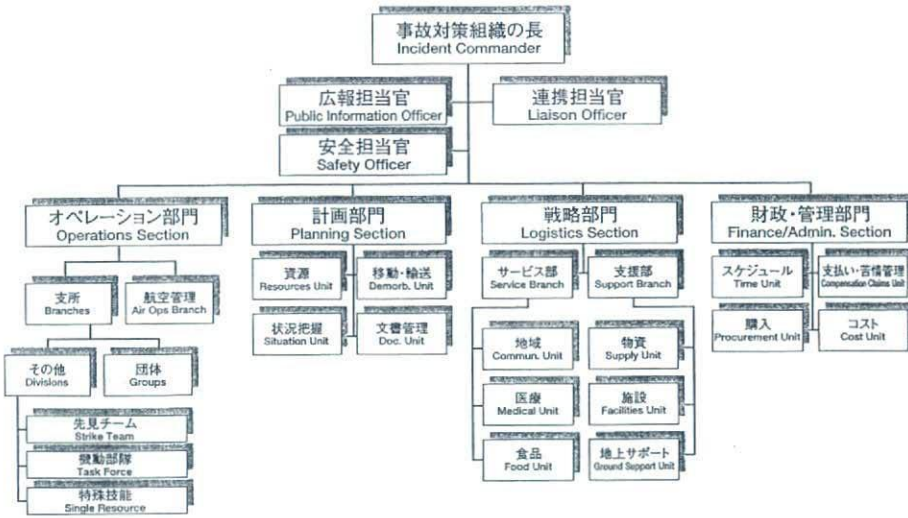 事故対策組織の長
Incident Commander
広報担当官
Public Information Officer
連携担当官
Liaison Officer
安全担当官
Safety Officer
オペレーション部門
Operations Section
計画部門
Planning Section
戦略部門
Logistics Section
財政・管理部門
Finance/Admin. Section
支所
Branches
航空管理
Air Ops Branch
資源
Resources Unit
移動・輸送
Demorb. Unit
サービス部
Service Branch
支援部
Support Branch
スケジュール
Time Unit
支払い・苦情管理
Compensation Claims Unit
状況把握
Situation Unit
文書管理
Doc. Unit
地域
Commun. Unit
物資
Supply Unit
購入
Procurement Unit
コスト
Cost Unit
その他
Divisions
団体
Groups
医療
Medical Unit
施設
Facilities Unit
先見チーム
Strike Team
機動部隊
Task Force
食品
Food Unit
地上サポート
Ground Support Unit
特殊技能
Single Resource